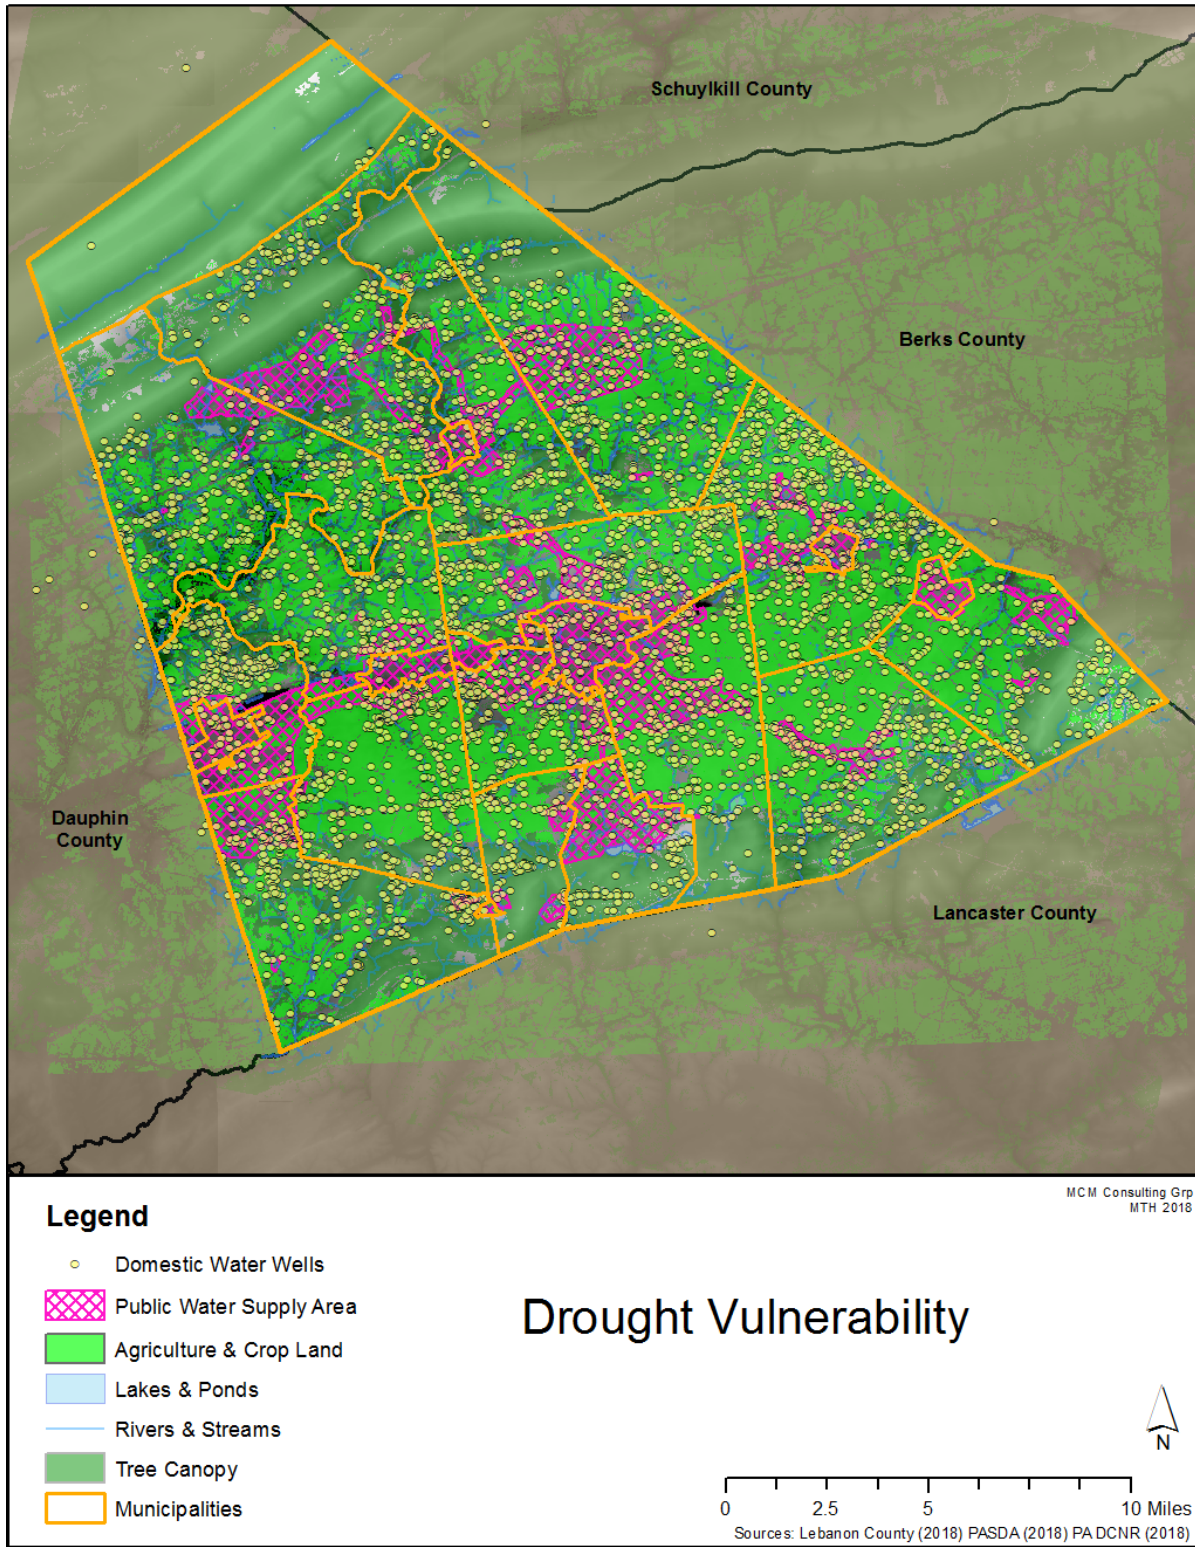 Schuylkill County
Berks County
Dauphin
County
Lancaster County
MCM Consulting Grp
MTH 2018
Legend
Domestic Water Wells
Public Water Supply Area
Agriculture & Crop Land
Lakes & Ponds
Rivers & Streams
Tree Canopy
Municipalities
Drought Vulnerability
N
0 2.5 5 10 Miles
Sources: Lebanon County (2018) PASDA (2018) PA DCNR (2018)